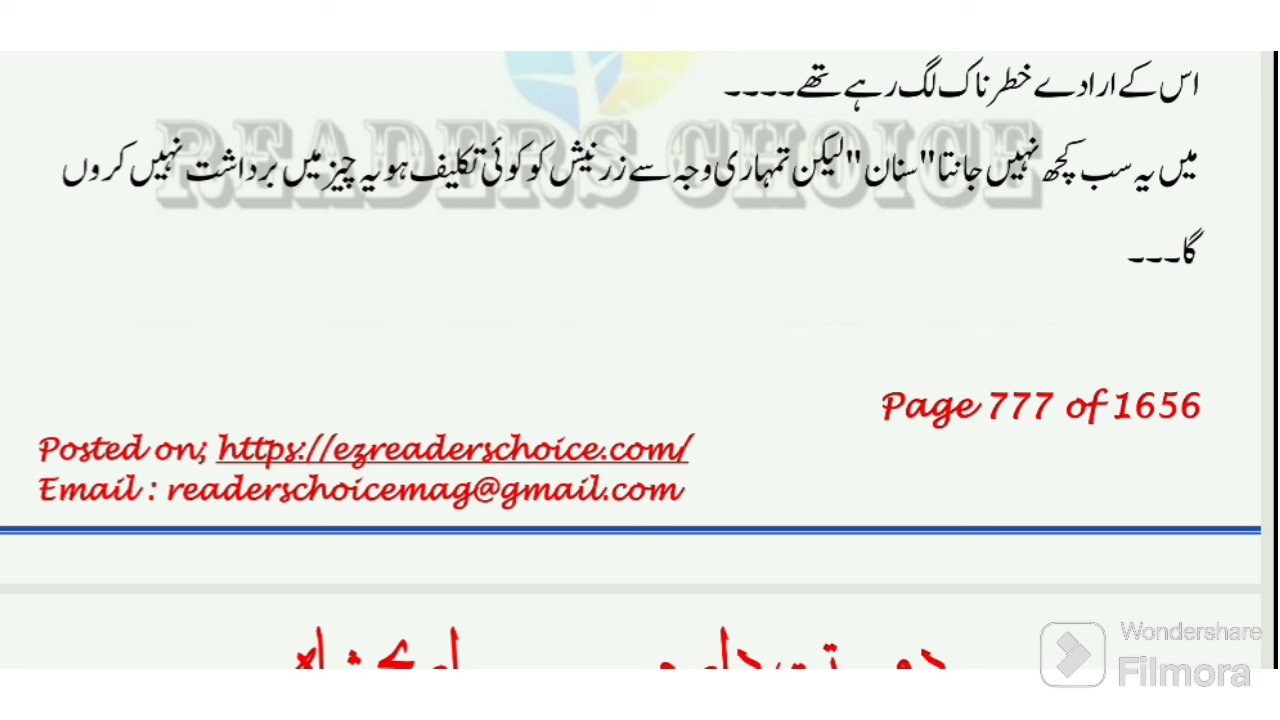 READERS CHOICE
اس کے ارادے خطرناک لگ رہے تھے۔۔۔۔
میں یہ سب کچھ نہیں جانتا "سنان" لیکن تمہاری وجہ سے زرنیش کو کوئی تکلیف ہو یہ چیز میں برداشت نہیں کروں
گا۔۔۔
Page 777 of 1656
Posted on; https://ezreaderschoice.com/
Email : readerschoicemag@gmail.com
Wondershare
Filmora